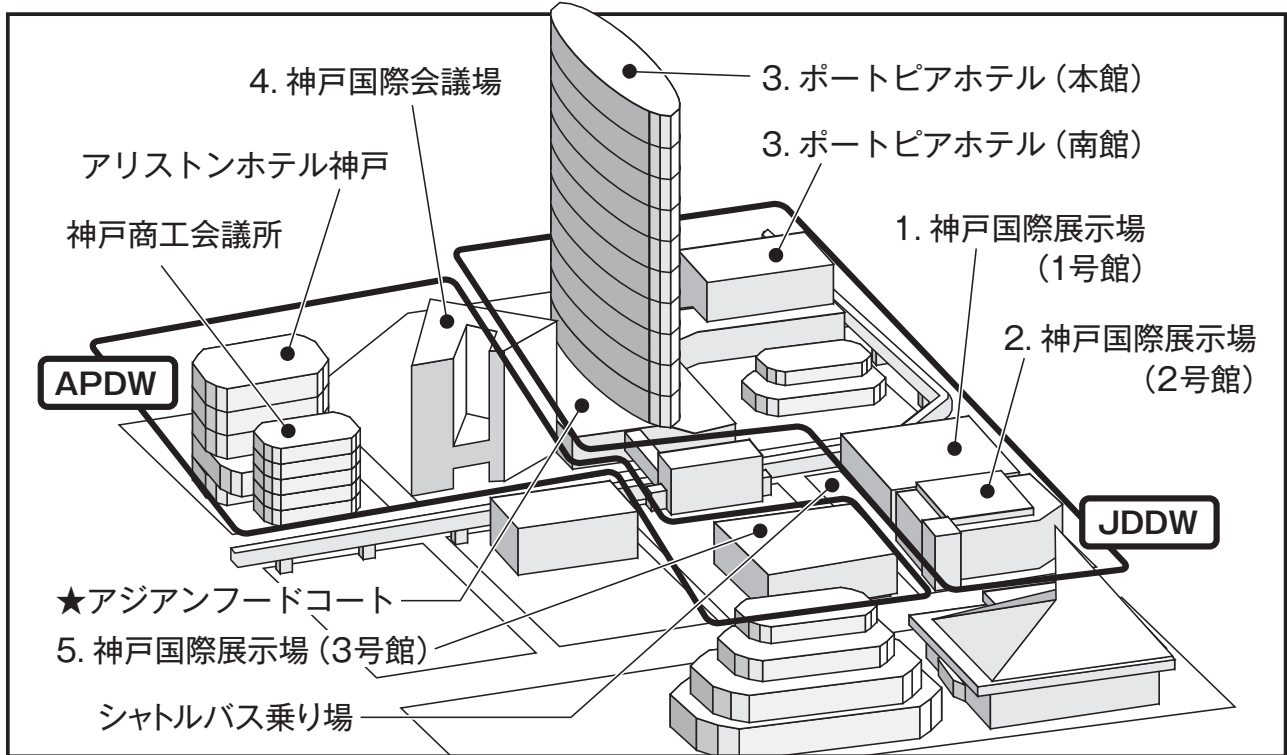 4. 神戸国際会議場
アリストンホテル神戸
神戸商工会議所
3. ポートピアホテル（本館）
3. ポートピアホテル（南館）
1. 神戸国際展示場
（1号館）
2. 神戸国際展示場
（2号館）
APDW
JDDW
★アジアンフードコート
5. 神戸国際展示場（3号館）
シャトルバス乗り場